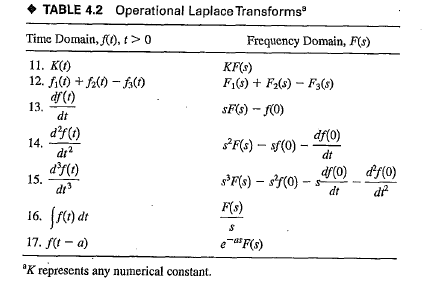 ◆ TABLE 4.2 Operational Laplace Transformsᵃ
Time Domain, f(t), t > 0 Frequency Domain, F(s)
11. K(t) KF(s)
12. f₁(t) + f₂(t) − f₃(t) F₁(s) + F₂(s) − F₃(s)
13. df(t)/dt sF(s) − f(0)
14. d²f(t)/dt² s²F(s) − sf(0) − df(0)/dt
15. d³f(t)/dt³ s³F(s) − s²f(0) − s df(0)/dt − d²f(0)/dt²
16. ∫f(t) dt F(s)/s
17. f(t − a) e⁻ᵃˢF(s)
ᵃK represents any numerical constant.